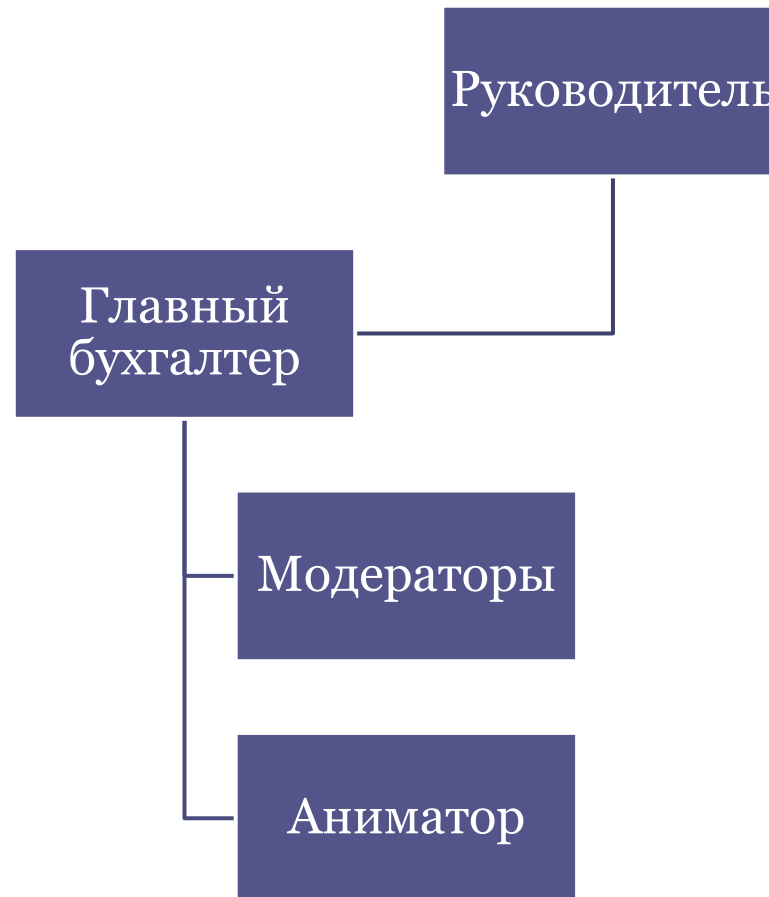 Руководитель
Главный
бухгалтер
Модераторы
Аниматор